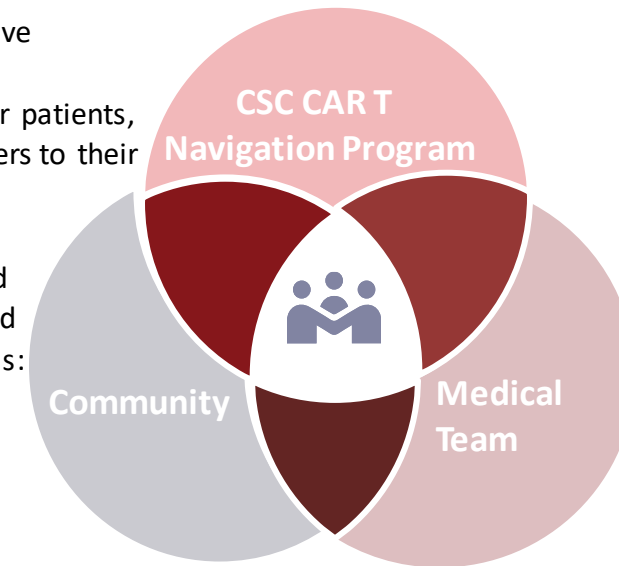 ve
r patients,
ers to their
d
d
s:
CSC CAR T
Navigation Program
Community
Medical
Team